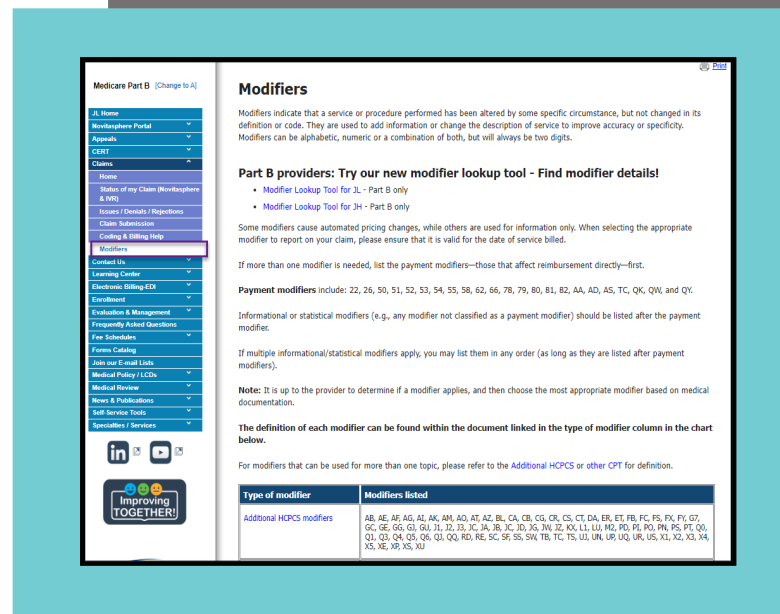 Print
Medicare Part B [Change to A]
JL Home
Novitasphere Portal
Appeals
CERT
Claims
Home
Status of my Claim (Novitasphere
& IVR)
Issues / Denials / Rejections
Claim Submission
Coding & Billing Help
Modifiers
Contact Us
Learning Center
Electronic Billing-EDI
Enrollment
Evaluation & Management
Frequently Asked Questions
Fee Schedules
Forms Catalog
Join our E-mail Lists
Medical Policy / LCDs
Medical Review
News & Publications
Self-Service Tools
Specialties / Services
in
Improving
TOGETHER!
Modifiers
Modifiers indicate that a service or procedure performed has been altered by some specific circumstance, but not changed in its
definition or code. They are used to add information or change the description of service to improve accuracy or specificity.
Modifiers can be alphabetic, numeric or a combination of both, but will always be two digits.
Part B providers: Try our new modifier lookup tool - Find modifier details!
• Modifier Lookup Tool for JL - Part B only
• Modifier Lookup Tool for JH - Part B only
Some modifiers cause automated pricing changes, while others are used for information only. When selecting the appropriate
modifier to report on your claim, please ensure that it is valid for the date of service billed.
If more than one modifier is needed, list the payment modifiers—those that affect reimbursement directly—first.
Payment modifiers include: 22, 26, 50, 51, 52, 53, 54, 55, 58, 62, 66, 78, 79, 80, 81, 82, AA, AD, AS, TC, QK, QW, and QY.
Informational or statistical modifiers (e.g., any modifier not classified as a payment modifier) should be listed after the payment
modifier.
If multiple informational/statistical modifiers apply, you may list them in any order (as long as they are listed after payment
modifiers).
Note: It is up to the provider to determine if a modifier applies, and then choose the most appropriate modifier based on medical
documentation.
The definition of each modifier can be found within the document linked in the type of modifier column in the chart
below.
For modifiers that can be used for more than one topic, please refer to the Additional HCPCS or other CPT for definition.
Type of modifier Modifiers listed
Additional HCPCS modifiers AB, AE, AF, AG, AI, AK, AM, AO, AT, AZ, BL, CA, CB, CG, CR, CS, CT, DA, ER, ET, FB, FC, FS, FX, FY, G7,
GC, GE, GG, GJ, GU, J1, J2, J3, JC, JA, JB, JC, JD, JG, JW, JZ, KX, L1, LU, M2, PD, PI, PO, PN, PS, PT, Q0,
Q1, Q3, Q4, Q5, Q6, QJ, QQ, RD, RE, SC, SF, SS, SW, TB, TC, TS, UJ, UN, UP, UQ, UR, US, X1, X2, X3, X4,
X5, XE, XP, XS, XU